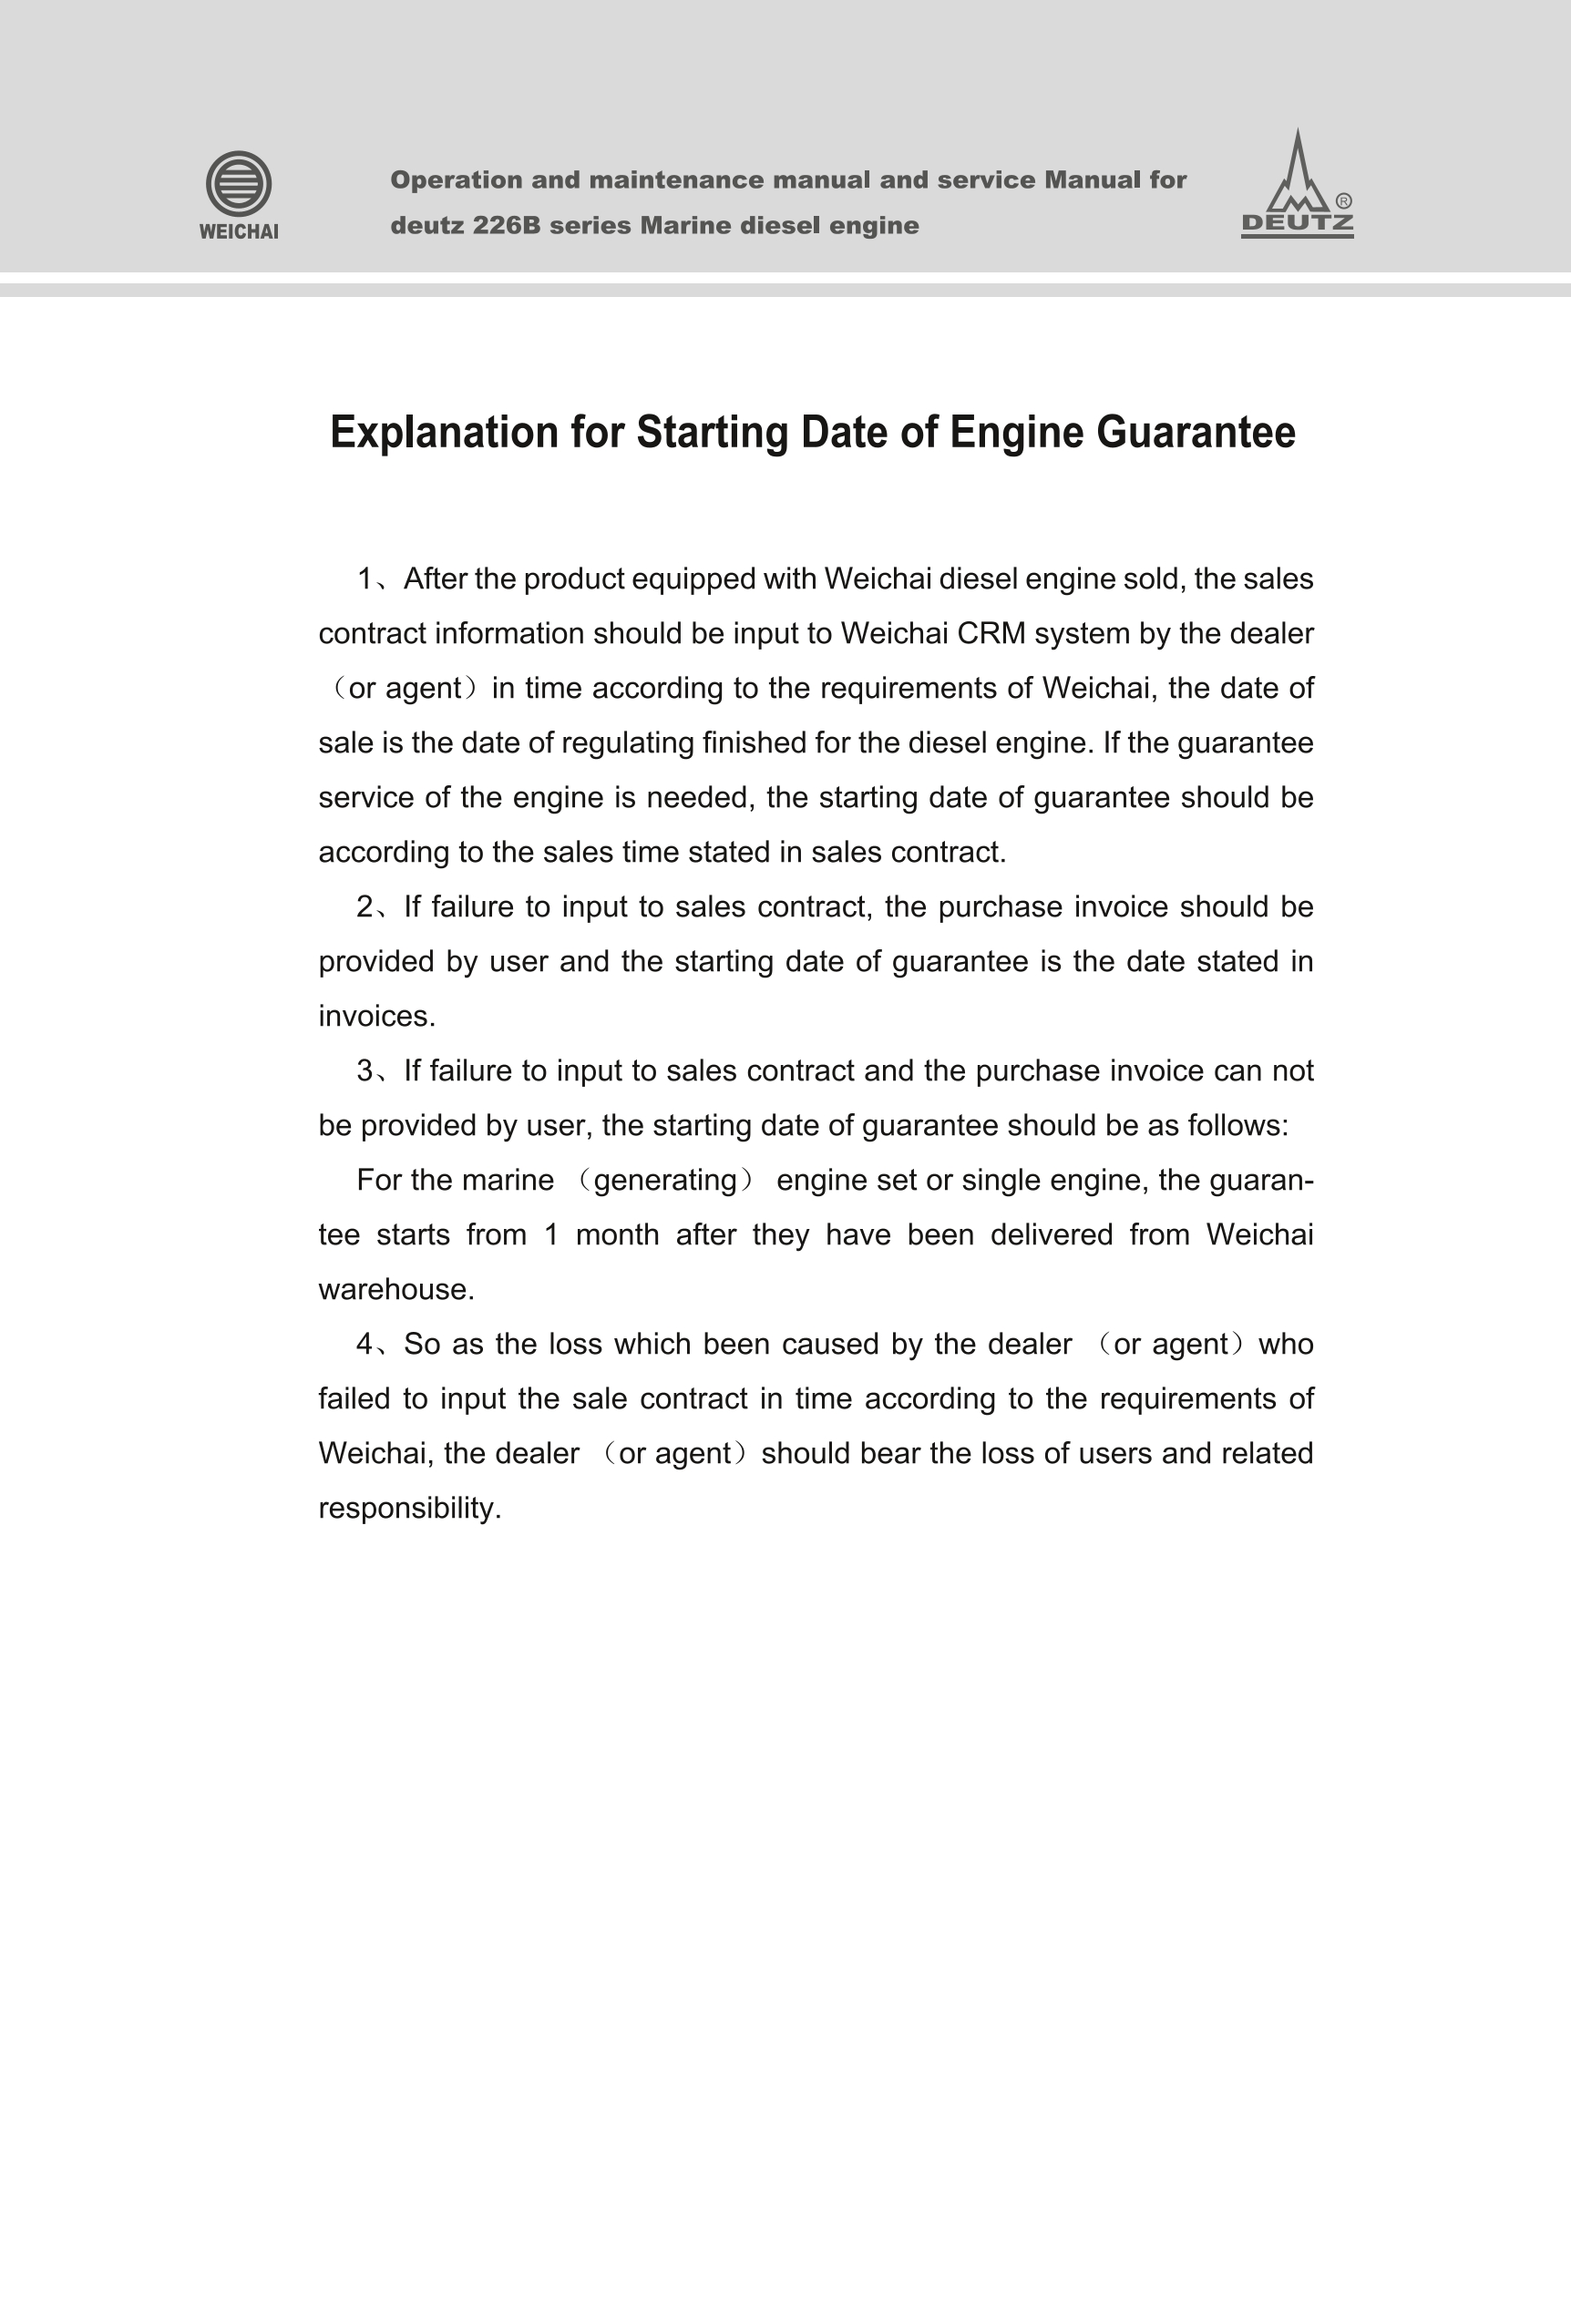 WEICHAI
Operation and maintenance manual and service Manual for
deutz 226B series Marine diesel engine
DEUTZ ®
Explanation for Starting Date of Engine Guarantee
1、After the product equipped with Weichai diesel engine sold, the sales
contract information should be input to Weichai CRM system by the dealer
（or agent）in time according to the requirements of Weichai, the date of
sale is the date of regulating finished for the diesel engine. If the guarantee
service of the engine is needed, the starting date of guarantee should be
according to the sales time stated in sales contract.
2、If failure to input to sales contract, the purchase invoice should be
provided by user and the starting date of guarantee is the date stated in
invoices.
3、If failure to input to sales contract and the purchase invoice can not
be provided by user, the starting date of guarantee should be as follows:
For the marine （generating） engine set or single engine, the guaran-
tee starts from 1 month after they have been delivered from Weichai
warehouse.
4、So as the loss which been caused by the dealer （or agent）who
failed to input the sale contract in time according to the requirements of
Weichai, the dealer （or agent）should bear the loss of users and related
responsibility.